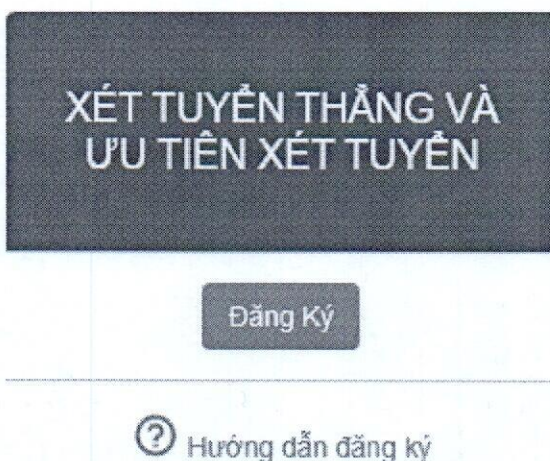 XÉT TUYỂN THẲNG VÀ
ƯU TIÊN XÉT TUYỂN
Đăng Ký
Hướng dẫn đăng ký